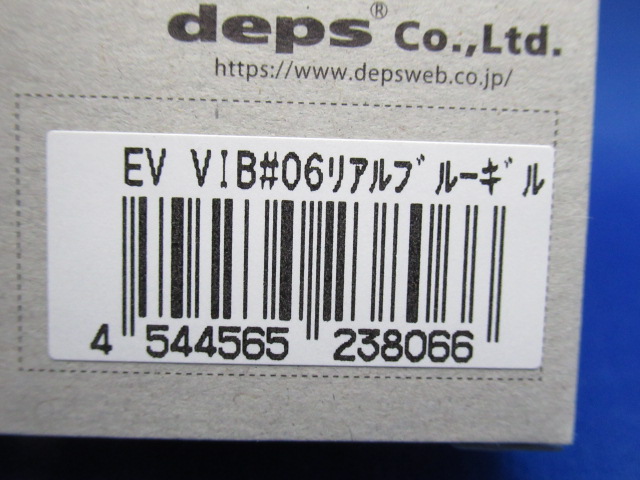 deps® Co.,Ltd.
https://www.depsweb.co.jp/
EV VIB#06ﾘｱﾙﾌﾞﾙｰｷﾞﾙ
4 544565 238066